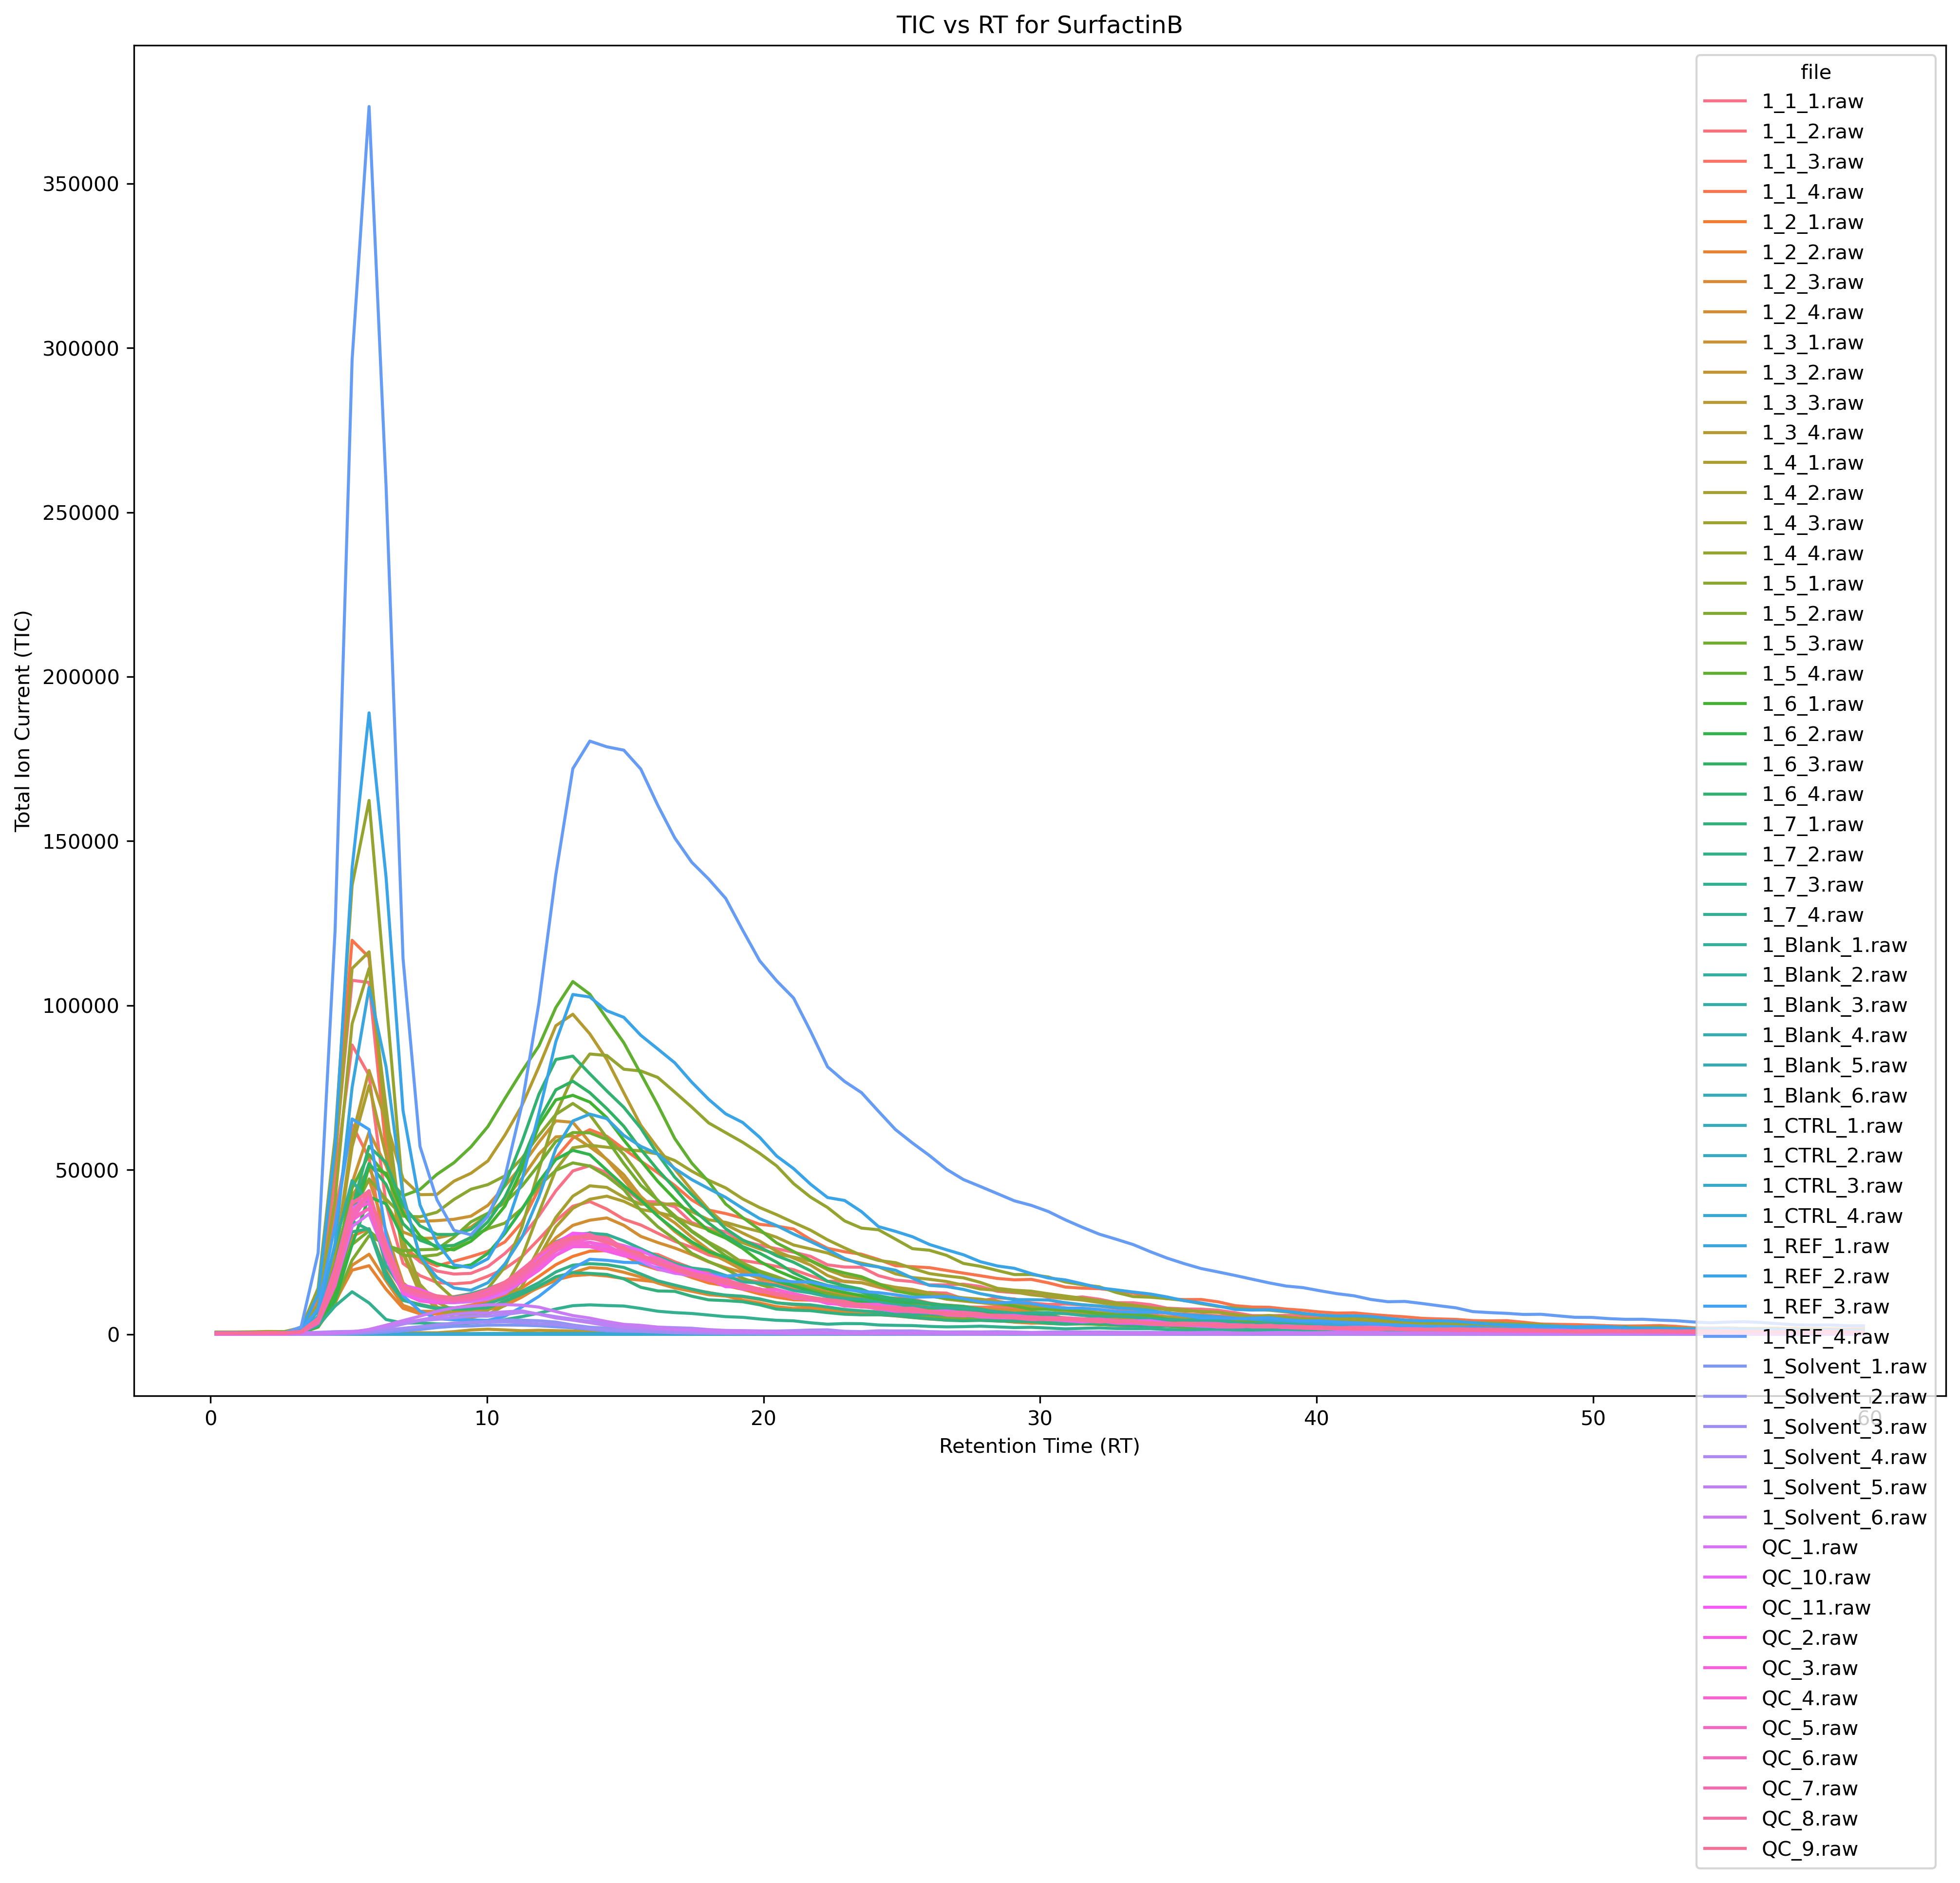 TIC vs RT for SurfactinB
Total Ion Current (TIC)
350000
300000
250000
200000
150000
100000
50000
0
0 10 20 30 40 50 60
Retention Time (RT)
file
1_1_1.raw
1_1_2.raw
1_1_3.raw
1_1_4.raw
1_2_1.raw
1_2_2.raw
1_2_3.raw
1_2_4.raw
1_3_1.raw
1_3_2.raw
1_3_3.raw
1_3_4.raw
1_4_1.raw
1_4_2.raw
1_4_3.raw
1_4_4.raw
1_5_1.raw
1_5_2.raw
1_5_3.raw
1_5_4.raw
1_6_1.raw
1_6_2.raw
1_6_3.raw
1_6_4.raw
1_7_1.raw
1_7_2.raw
1_7_3.raw
1_7_4.raw
1_Blank_1.raw
1_Blank_2.raw
1_Blank_3.raw
1_Blank_4.raw
1_Blank_5.raw
1_Blank_6.raw
1_CTRL_1.raw
1_CTRL_2.raw
1_CTRL_3.raw
1_CTRL_4.raw
1_REF_1.raw
1_REF_2.raw
1_REF_3.raw
1_REF_4.raw
1_Solvent_1.raw
1_Solvent_2.raw
1_Solvent_3.raw
1_Solvent_4.raw
1_Solvent_5.raw
1_Solvent_6.raw
QC_1.raw
QC_10.raw
QC_11.raw
QC_2.raw
QC_3.raw
QC_4.raw
QC_5.raw
QC_6.raw
QC_7.raw
QC_8.raw
QC_9.raw